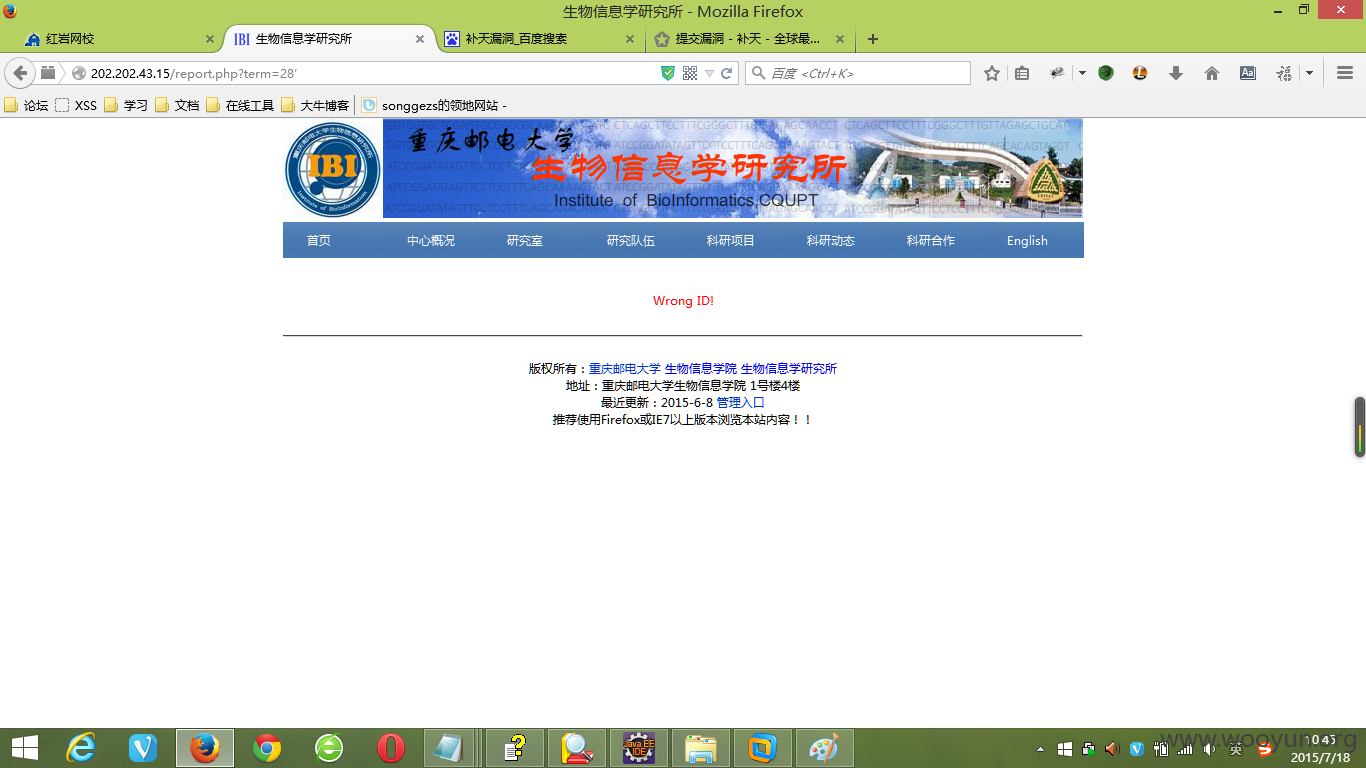 生物信息学研究所 - Mozilla Firefox
红岩网校
IBI 生物信息学研究所
补天漏洞_百度搜索
提交漏洞 - 补天 - 全球最...
202.202.43.15/report.php?term=28'
百度 <Ctrl+K>
论坛 XSS 学习 文档 在线工具 大牛博客 songgezs的领地网站 -
重庆邮电大学
IBI
生物信息学研究所
Institute of BioInformatics,CQUPT
首页 中心概况 研究室 研究队伍 科研项目 科研动态 科研合作 English
Wrong ID!
版权所有：重庆邮电大学 生物信息学院 生物信息学研究所
地址：重庆邮电大学生物信息学院 1号楼4楼
最近更新：2015-6-8 管理入口
推荐使用Firefox或IE7以上版本浏览本站内容！！
Java EE
IDE
英
www.wooyun.org
10:45
2015/7/18